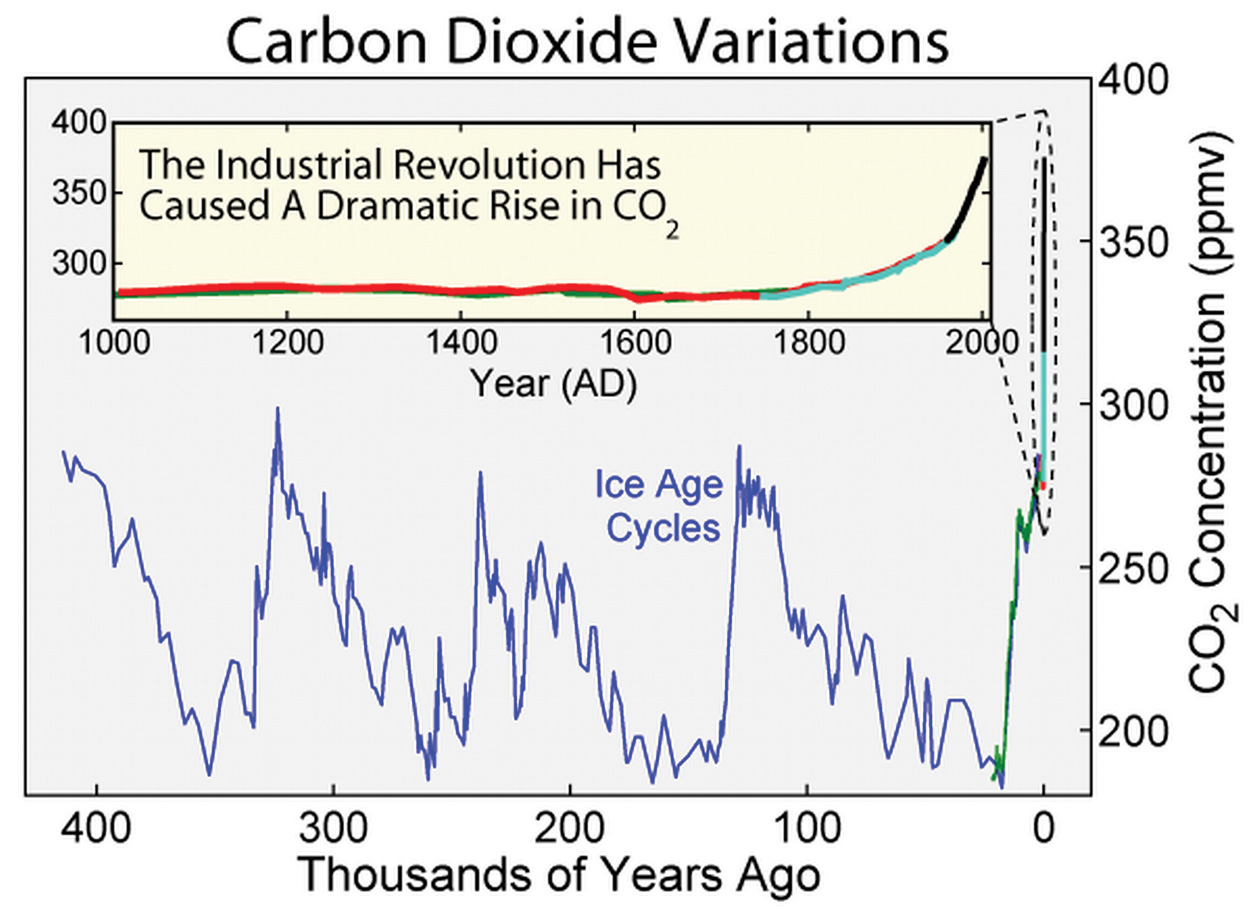 Carbon Dioxide Variations
400
350
300
250
200
CO2 Concentration (ppmv)
400
350
300
The Industrial Revolution Has
Caused A Dramatic Rise in CO2
1000 1200 1400 1600 1800 2000
Year (AD)
Ice Age
Cycles
400 300 200 100 0
Thousands of Years Ago